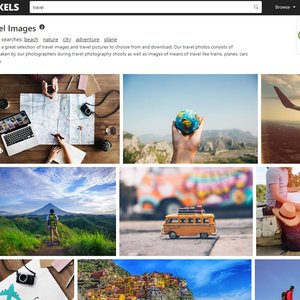 XELS
travel
Browse
el Images
searches: beach nature city adventure plane
a great selection of travel images and travel pictures to choose from and download. Our travel photos consists of
aken by our photographers during travel photography shoots as well as images of means of travel like trains, planes, cars